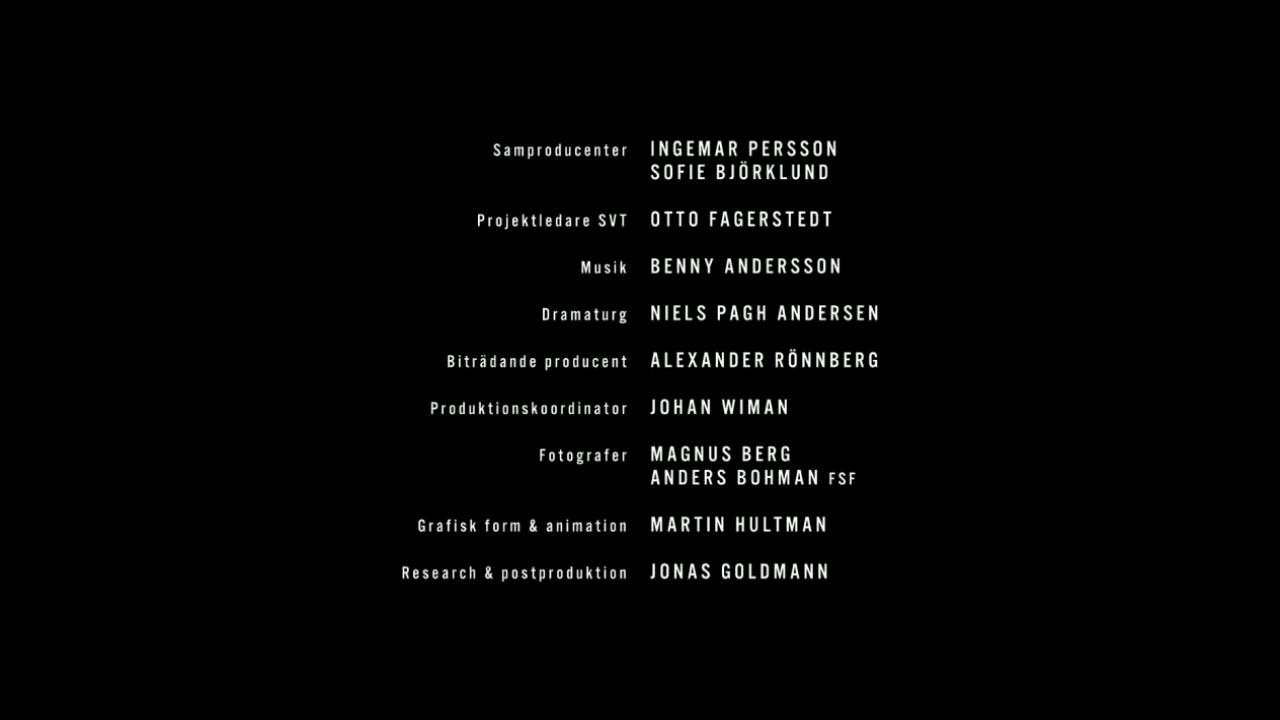 Samproducenter INGEMAR PERSSON
SOFIE BJÖRKLUND
Projektledare SVT OTTO FAGERSTEDT
Musik BENNY ANDERSSON
Dramaturg NIELS PAGH ANDERSEN
Biträdande producent ALEXANDER RÖNNBERG
Produktionskoordinator JOHAN WIMAN
Fotografer MAGNUS BERG
ANDERS BOHMAN FSF
Grafisk form & animation MARTIN HULTMAN
Research & postproduktion JONAS GOLDMANN